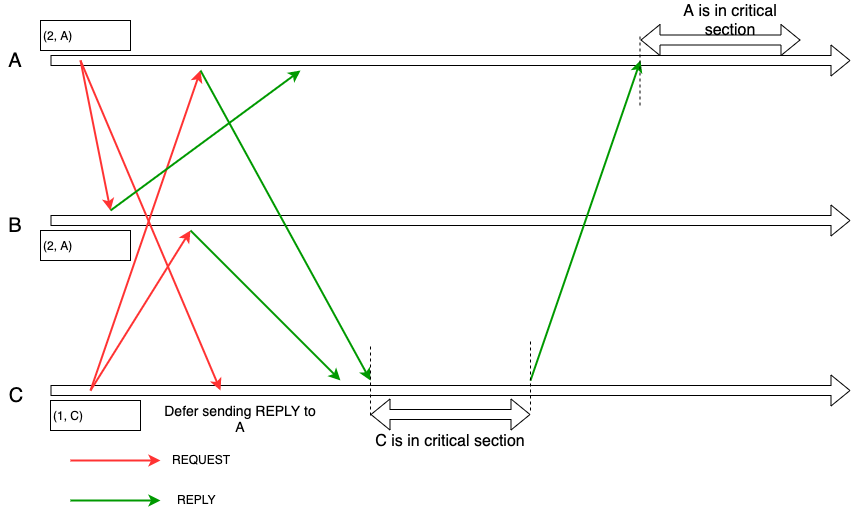 A is in critical
section
(2, A)
A
B
(2, A)
C
(1, C)
Defer sending REPLY to
A
C is in critical section
REQUEST
REPLY